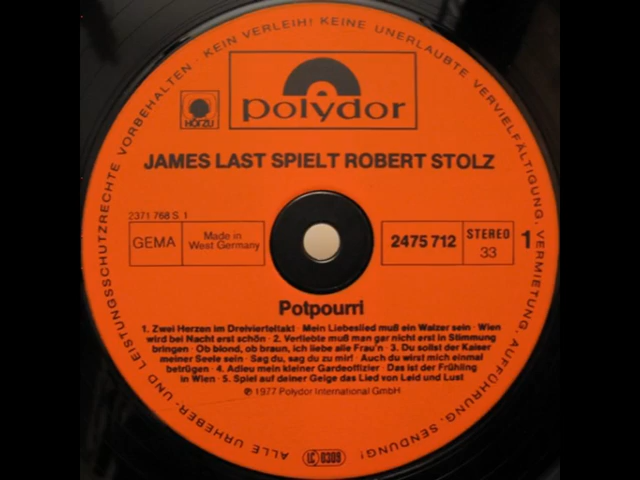 ALLE URHEBER- UND LEISTUNGSSCHUTZRECHTE VORBEHALTEN · KEIN VERLEIH! KEINE UNERLAUBTE VERVIELFÄLTIGUNG, VERMIETUNG, AUFFÜHRUNG, SENDUNG!
HÖRZU
polydor
JAMES LAST SPIELT ROBERT STOLZ
2371 768 S 1
GEMA
Made in
West Germany
2475 712
STEREO
33
1
Potpourri
1. Zwei Herzen im Dreivierteltakt · Mein Liebeslied muß ein Walzer sein · Wien
wird bei Nacht erst schön · 2. Verliebte muß man gar nicht erst in Stimmung
bringen · Ob blond, ob braun, ich liebe alle Frau'n · 3. Du sollst der Kaiser
meiner Seele sein · Sag du, sag du zu mir! · Auch du wirst mich einmal
betrügen · 4. Adieu mein kleiner Gardeoffizier · Das ist der Frühling
in Wien · 5. Spiel auf deiner Geige das Lied von Leid und Lust
℗ 1977 Polydor International GmbH
LC 0309